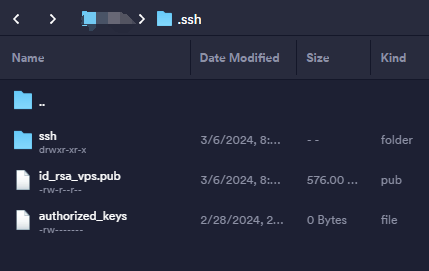 .ssh
Name Date Modified Size Kind
..
ssh 3/6/2024, 8:... - - folder
drwxr-xr-x
id_rsa_vps.pub 3/6/2024, 8:... 576.00 ... pub
-rw-r--r--
authorized_keys 2/28/2024, 2... 0 Bytes file
-rw-------